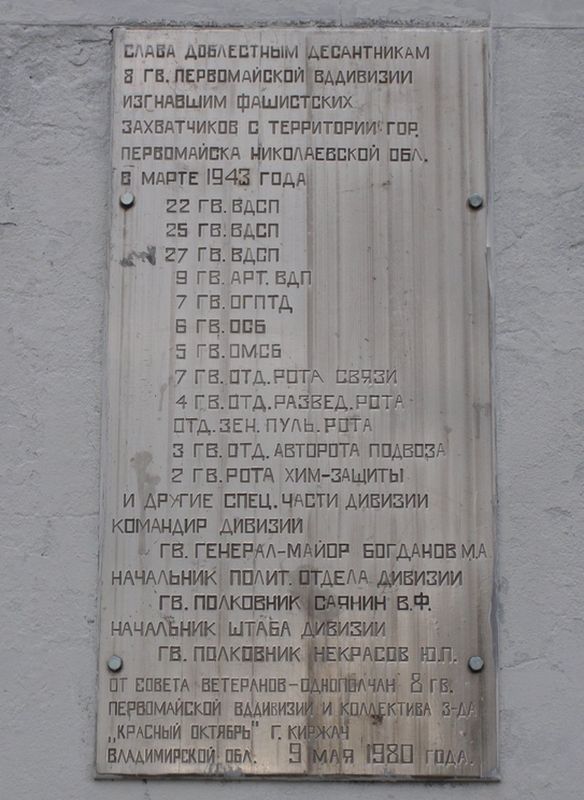 СЛАВА ДОБЛЕСТНЫМ ДЕСАНТНИКАМ
8 ГВ. ПЕРВОМАЙСКОЙ ВДДИВИЗИИ
ИЗГНАВШИМ ФАШИСТСКИХ
ЗАХВАТЧИКОВ С ТЕРРИТОРИИ ГОР.
ПЕРВОМАЙСКА НИКОЛАЕВСКОЙ ОБЛ.
В МАРТЕ 1943 ГОДА
22 ГВ. ВДСП
25 ГВ. ВДСП
27 ГВ. ВДСП
9 ГВ. АРТ. ВДП
7 ГВ. ОГПТД
6 ГВ. ОСБ
5 ГВ. ОМСБ
7 ГВ. ОТД. РОТА СВЯЗИ
4 ГВ. ОТД. РАЗВЕД. РОТА
ОТД. ЗЕН. ПУЛЬ. РОТА
3 ГВ. ОТД. АВТОРОТА ПОДВОЗА
2 ГВ. РОТА ХИМ-ЗАЩИТЫ
И ДРУГИЕ СПЕЦ. ЧАСТИ ДИВИЗИИ
КОМАНДИР ДИВИЗИИ
ГВ. ГЕНЕРАЛ-МАЙОР БОГДАНОВ М.А.
НАЧАЛЬНИК ПОЛИТ. ОТДЕЛА ДИВИЗИИ
ГВ. ПОЛКОВНИК САЯНИН В.Ф.
НАЧАЛЬНИК ШТАБА ДИВИЗИИ
ГВ. ПОЛКОВНИК НЕКРАСОВ Ю.П.
ОТ СОВЕТА ВЕТЕРАНОВ-ОДНОПОЛЧАН 8 ГВ.
ПЕРВОМАЙСКОЙ ВДДИВИЗИИ И КОЛЛЕКТИВА З-ДА
„КРАСНЫЙ ОКТЯБРЬ" Г. КИРЖАЧ
ВЛАДИМИРСКОЙ ОБЛ. 9 МАЯ 1980 ГОДА.